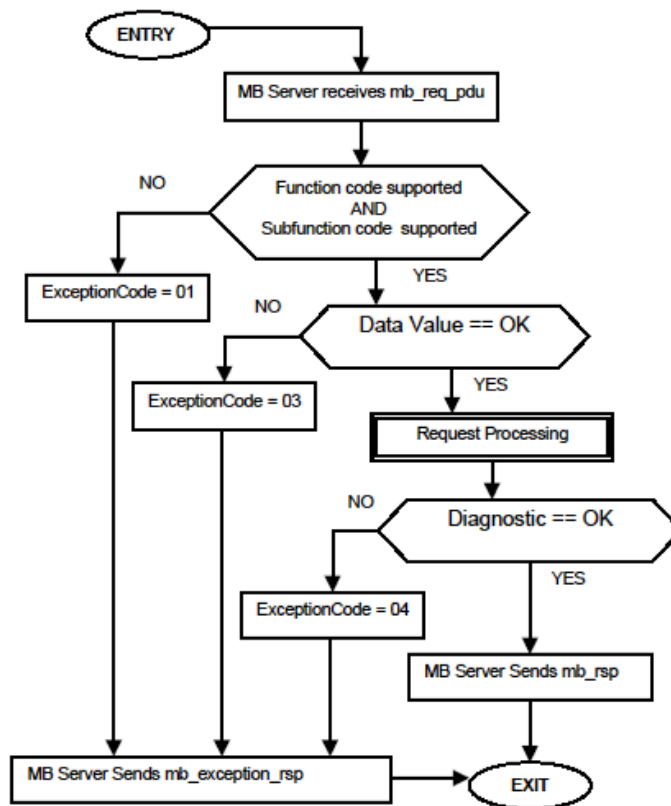 ENTRY
MB Server receives mb_req_pdu
NO
Function code supported
AND
Subfunction code supported
YES
ExceptionCode = 01
NO
Data Value == OK
YES
ExceptionCode = 03
Request Processing
NO
Diagnostic == OK
YES
ExceptionCode = 04
MB Server Sends mb_rsp
MB Server Sends mb_exception_rsp
EXIT